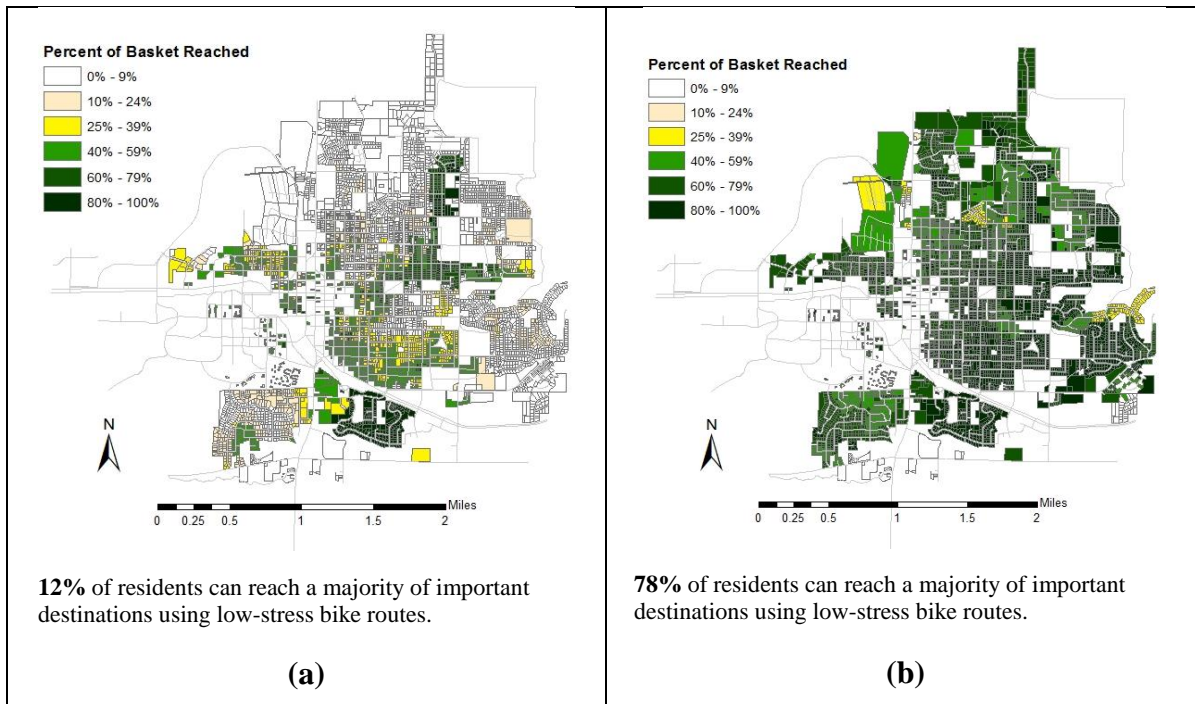 Percent of Basket Reached
0% - 9%
10% - 24%
25% - 39%
40% - 59%
60% - 79%
80% - 100%
N
Miles
0 0.25 0.5 1 1.5 2
12% of residents can reach a majority of important
destinations using low-stress bike routes.
(a)
Percent of Basket Reached
0% - 9%
10% - 24%
25% - 39%
40% - 59%
60% - 79%
80% - 100%
N
Miles
0 0.25 0.5 1 1.5 2
78% of residents can reach a majority of important
destinations using low-stress bike routes.
(b)